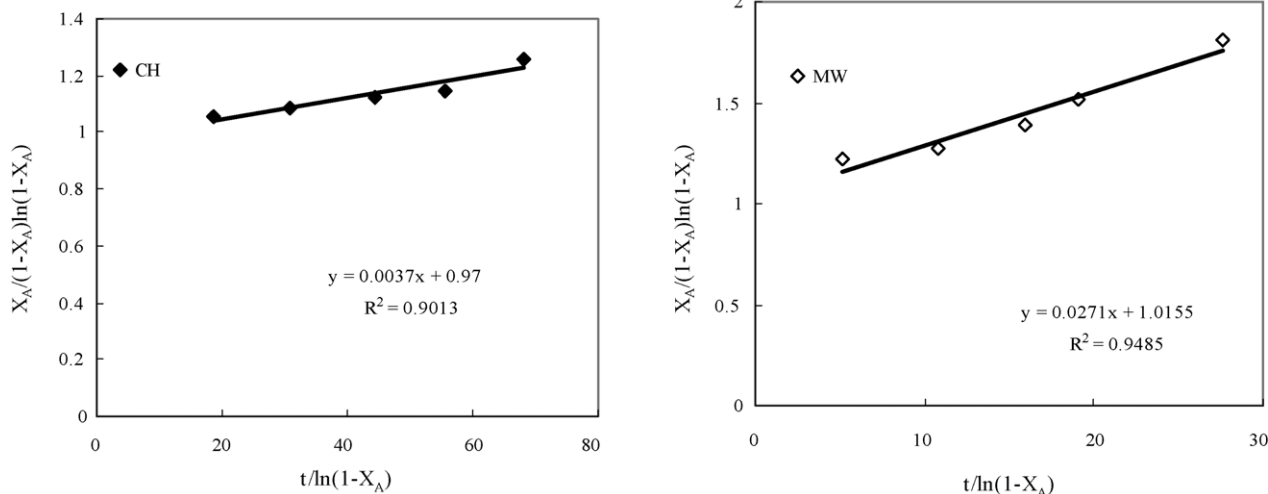 1.4
1.2
1
0.8
0.6
0.4
0.2
0
CH
y = 0.0037x + 0.97
R² = 0.9013
0 20 40 60 80
X_A/(1-X_A)ln(1-X_A)
t/ln(1-X_A)
2
1.5
1
0.5
0
MW
y = 0.0271x + 1.0155
R² = 0.9485
0 10 20 30
X_A/(1-X_A)ln(1-X_A)
t/ln(1-X_A)